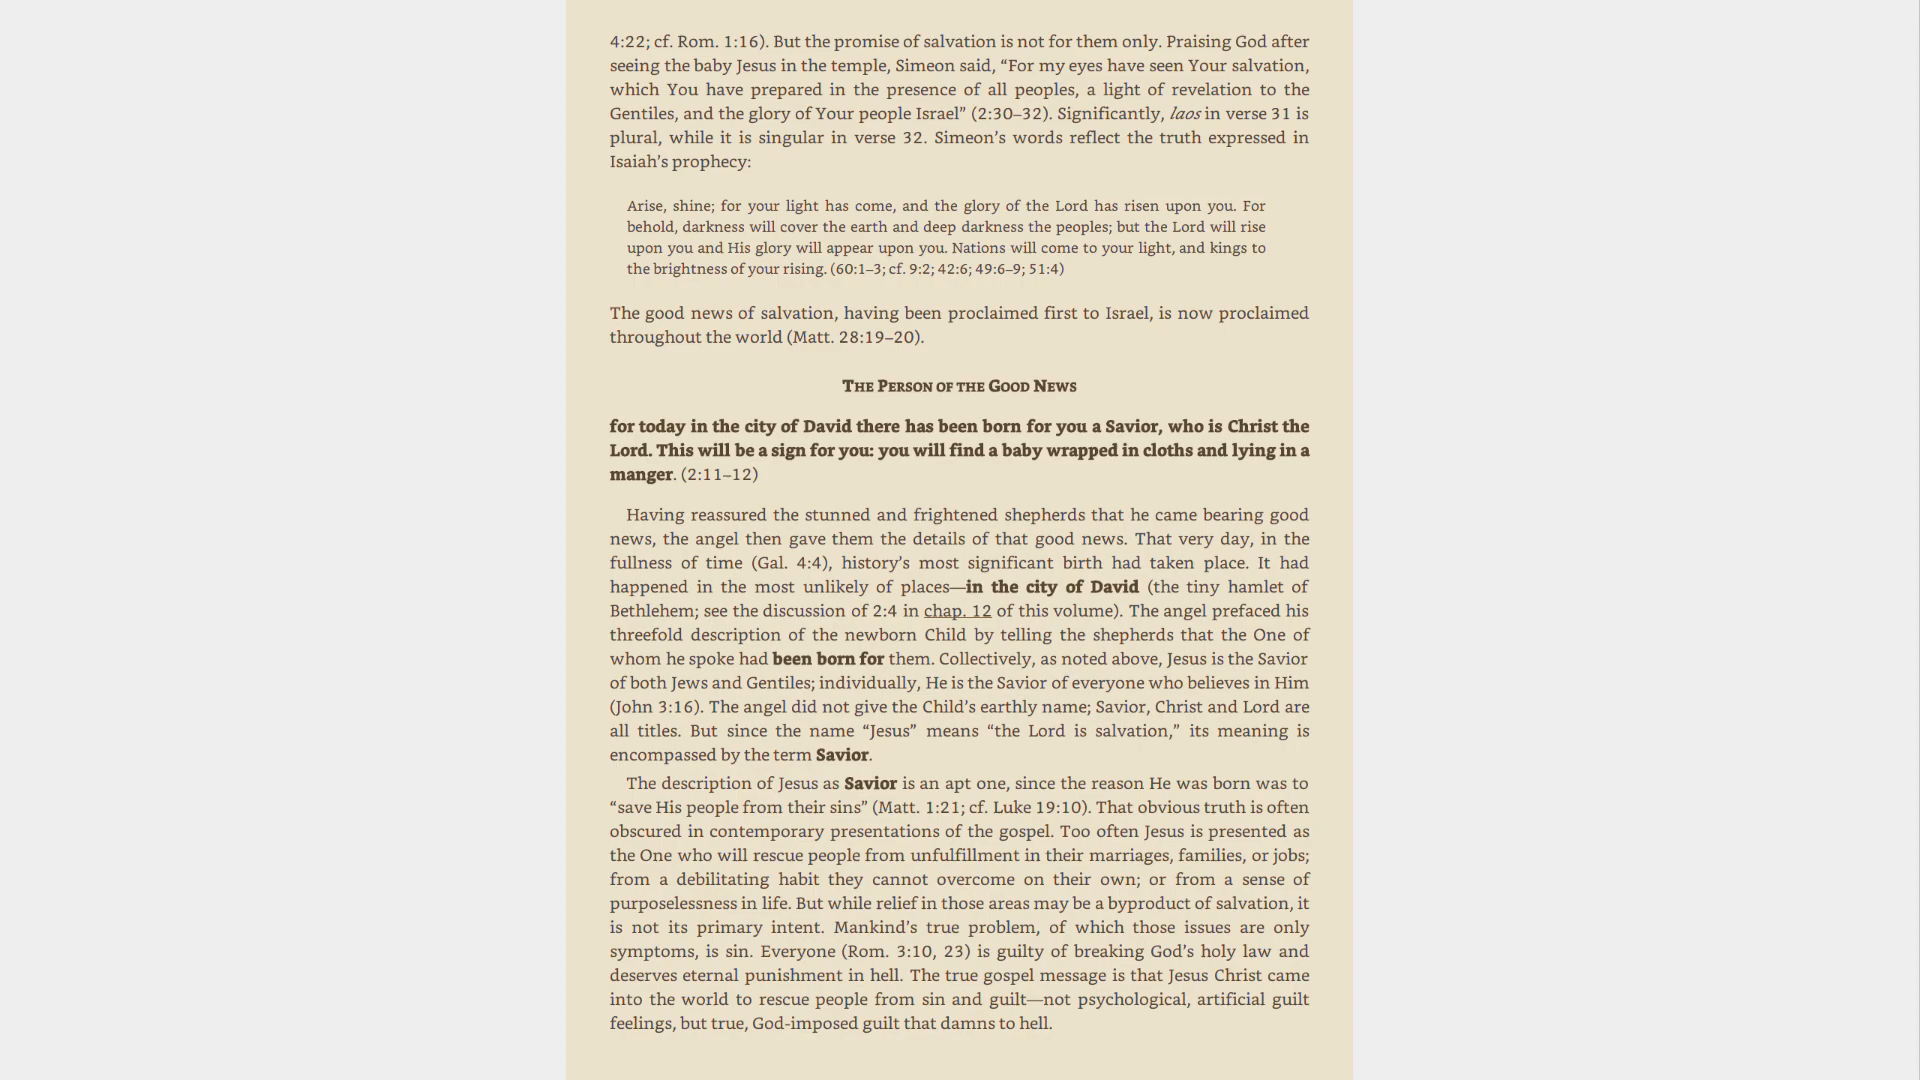 4:22; cf. Rom. 1:16). But the promise of salvation is not for them only. Praising God after
seeing the baby Jesus in the temple, Simeon said, “For my eyes have seen Your salvation,
which You have prepared in the presence of all peoples, a light of revelation to the
Gentiles, and the glory of Your people Israel” (2:30–32). Significantly, laos in verse 31 is
plural, while it is singular in verse 32. Simeon’s words reflect the truth expressed in
Isaiah’s prophecy:
Arise, shine; for your light has come, and the glory of the Lord has risen upon you. For
behold, darkness will cover the earth and deep darkness the peoples; but the Lord will rise
upon you and His glory will appear upon you. Nations will come to your light, and kings to
the brightness of your rising. (60:1–3; cf. 9:2; 42:6; 49:6–9; 51:4)
The good news of salvation, having been proclaimed first to Israel, is now proclaimed
throughout the world (Matt. 28:19–20).
THE PERSON OF THE GOOD NEWS
for today in the city of David there has been born for you a Savior, who is Christ the
Lord. This will be a sign for you: you will find a baby wrapped in cloths and lying in a
manger. (2:11–12)
Having reassured the stunned and frightened shepherds that he came bearing good
news, the angel then gave them the details of that good news. That very day, in the
fullness of time (Gal. 4:4), history’s most significant birth had taken place. It had
happened in the most unlikely of places—in the city of David (the tiny hamlet of
Bethlehem; see the discussion of 2:4 in chap. 12 of this volume). The angel prefaced his
threefold description of the newborn Child by telling the shepherds that the One of
whom he spoke had been born for them. Collectively, as noted above, Jesus is the Savior
of both Jews and Gentiles; individually, He is the Savior of everyone who believes in Him
(John 3:16). The angel did not give the Child’s earthly name; Savior, Christ and Lord are
all titles. But since the name “Jesus” means “the Lord is salvation,” its meaning is
encompassed by the term Savior.
The description of Jesus as Savior is an apt one, since the reason He was born was to
“save His people from their sins” (Matt. 1:21; cf. Luke 19:10). That obvious truth is often
obscured in contemporary presentations of the gospel. Too often Jesus is presented as
the One who will rescue people from unfulfillment in their marriages, families, or jobs;
from a debilitating habit they cannot overcome on their own; or from a sense of
purposelessness in life. But while relief in those areas may be a byproduct of salvation, it
is not its primary intent. Mankind’s true problem, of which those issues are only
symptoms, is sin. Everyone (Rom. 3:10, 23) is guilty of breaking God’s holy law and
deserves eternal punishment in hell. The true gospel message is that Jesus Christ came
into the world to rescue people from sin and guilt—not psychological, artificial guilt
feelings, but true, God-imposed guilt that damns to hell.